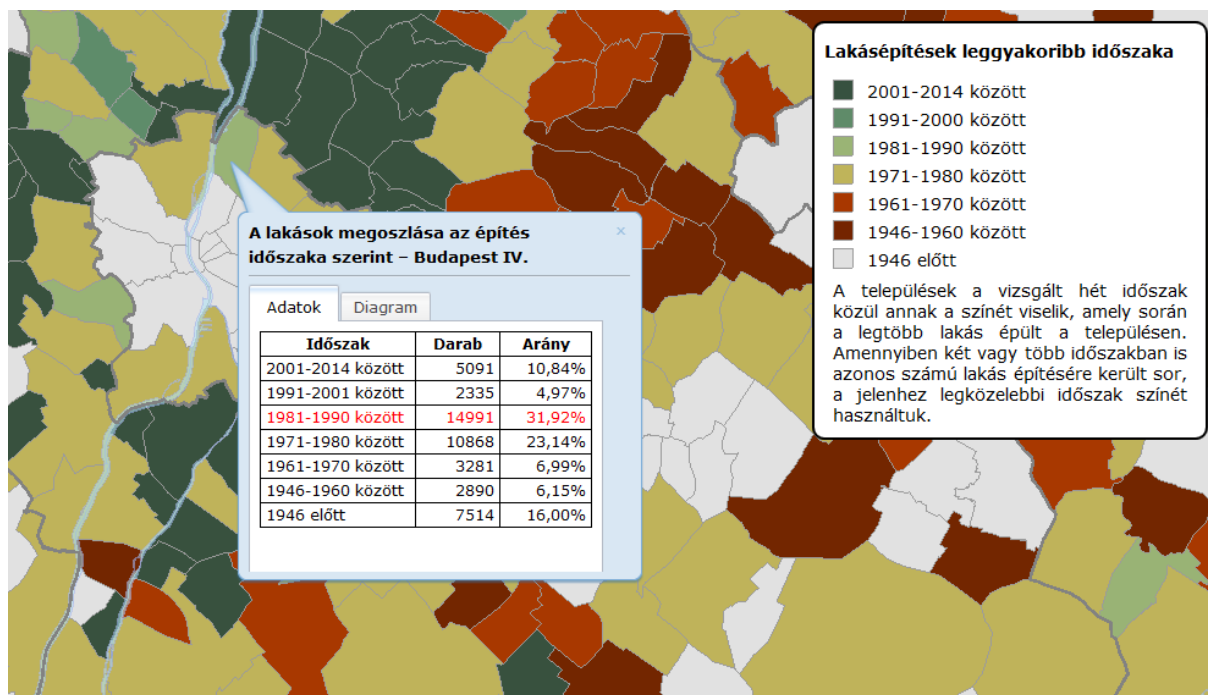 Lakásépítések leggyakoribb időszaka
2001-2014 között
1991-2000 között
1981-1990 között
1971-1980 között
1961-1970 között
1946-1960 között
1946 előtt
A települések a vizsgált hét időszak
közül annak a színét viselik, amely során
a legtöbb lakás épült a településen.
Amennyiben két vagy több időszakban is
azonos számú lakás építésére került sor,
a jelenhez legközelebbi időszak színét
használtuk.
A lakások megoszlása az építés ×
időszaka szerint – Budapest IV.
Adatok Diagram
Időszak Darab Arány
2001-2014 között 5091 10,84%
1991-2001 között 2335 4,97%
1981-1990 között 14991 31,92%
1971-1980 között 10868 23,14%
1961-1970 között 3281 6,99%
1946-1960 között 2890 6,15%
1946 előtt 7514 16,00%